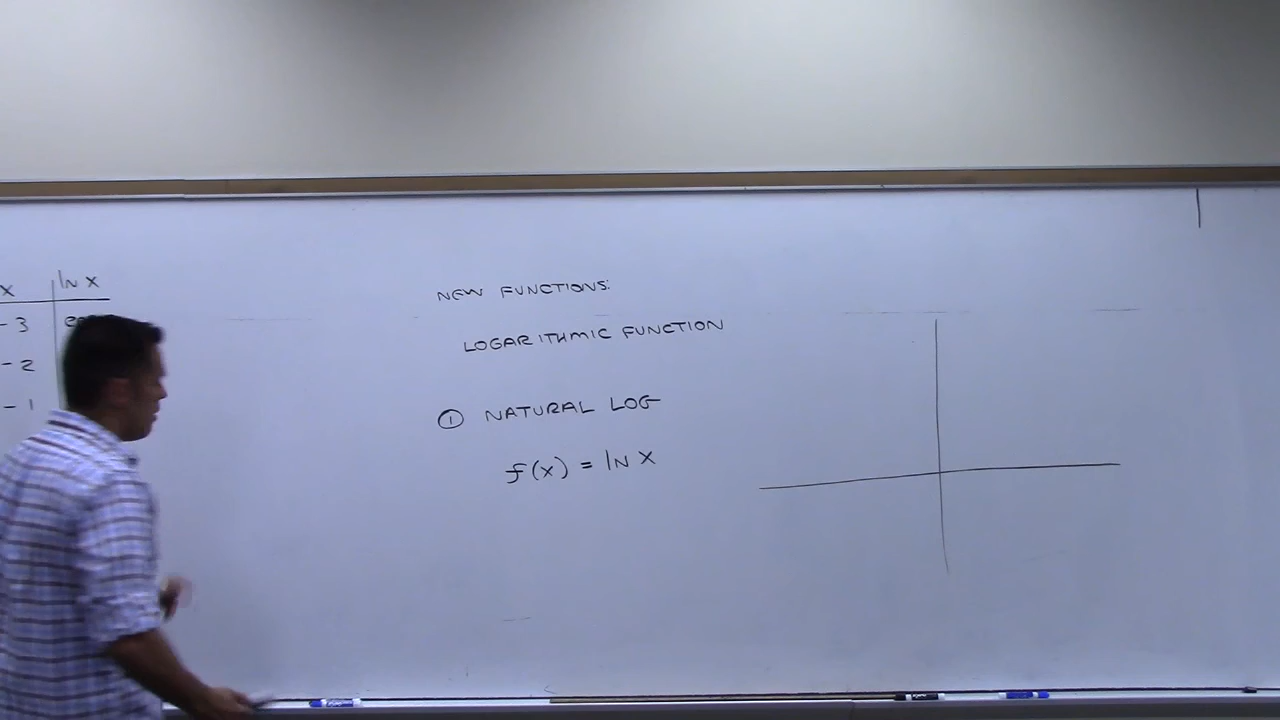 x ln x
-3
-2
-1
NEW FUNCTIONS:
LOGARITHMIC FUNCTION
① NATURAL LOG
f(x) = ln x